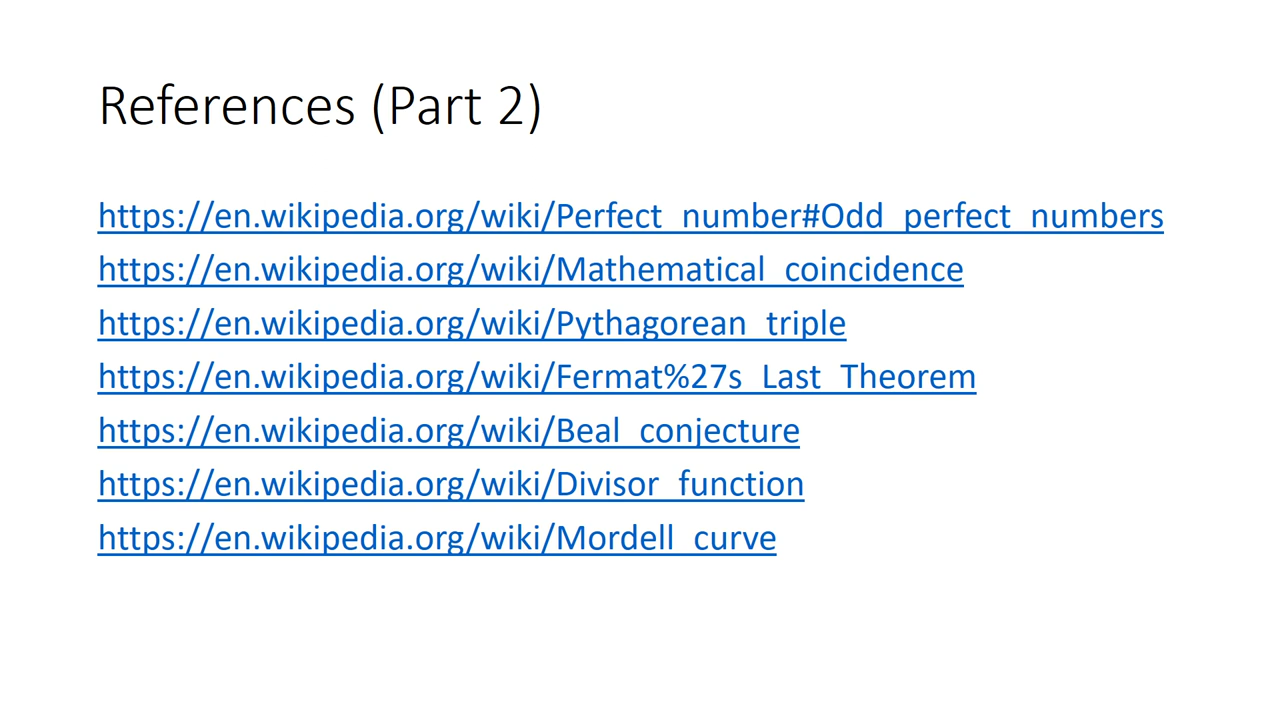 References (Part 2)
https://en.wikipedia.org/wiki/Perfect_number#Odd_perfect_numbers
https://en.wikipedia.org/wiki/Mathematical_coincidence
https://en.wikipedia.org/wiki/Pythagorean_triple
https://en.wikipedia.org/wiki/Fermat%27s_Last_Theorem
https://en.wikipedia.org/wiki/Beal_conjecture
https://en.wikipedia.org/wiki/Divisor_function
https://en.wikipedia.org/wiki/Mordell_curve